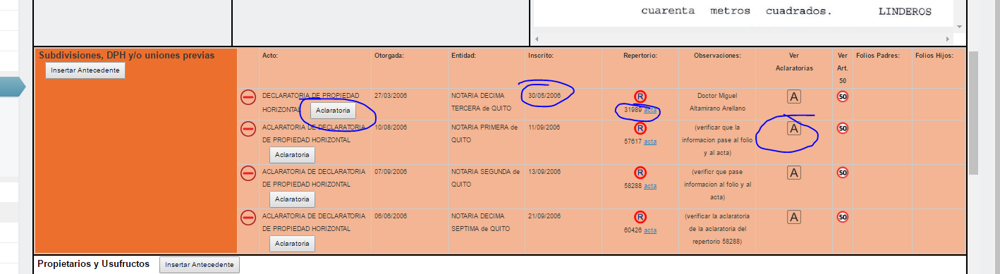 cuarenta metros cuadrados. LINDEROS
Subdivisiones, DPH y/o uniones previas
Insertar Antecedente
Acto: Otorgada: Entidad: Inscrito: Repertorio: Observaciones: Ver Aclaratorias Ver Art. 50 Folios Padres: Folios Hijos:
DECLARATORIA DE PROPIEDAD 27/03/2006 NOTARIA DECIMA 30/05/2006 R Doctor Miguel A 50
HORIZONTAL Aclaratoria TERCERA de QUITO 31989 acta Altamirano Arellano
ACLARATORIA DE DECLARATORIA 10/08/2006 NOTARIA PRIMERA de 11/09/2006 R (verificar que la A 50
DE PROPIEDAD HORIZONTAL QUITO 57617 acta informacion pase al folio
Aclaratoria y al acta)
ACLARATORIA DE DECLARATORIA 07/09/2006 NOTARIA SEGUNDA de 13/09/2006 R (verificr que pase A 50
DE PROPIEDAD HORIZONTAL QUITO 58288 acta informacion al folio y al
Aclaratoria acta)
ACLARATORIA DE DECLARATORIA 06/06/2006 NOTARIA DECIMA 21/09/2006 R (verificar la aclaratoria A 50
DE PROPIEDAD HORIZONTAL SEPTIMA de QUITO 60426 acta de la aclaratoria del
Aclaratoria repertorio 58288)
Propietarios y Usufructo Insertar Antecedente